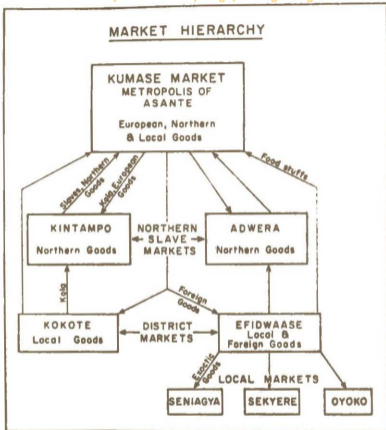 MARKET HIERARCHY
KUMASE MARKET
METROPOLIS OF
ASANTE
European, Northern
& Local Goods
Slaves, Northern
Goods
Kola, European
Goods
Food stuffs
KINTAMPO
Northern Goods
NORTHERN
SLAVE
MARKETS
ADWERA
Northern Goods
Kola
Foreign
Goods
KOKOTE
Local Goods
DISTRICT
MARKETS
EFIDWAASE
Local &
Foreign Goods
Exoctic
Goods
LOCAL MARKETS
SENIAGYA
SEKYERE
OYOKO